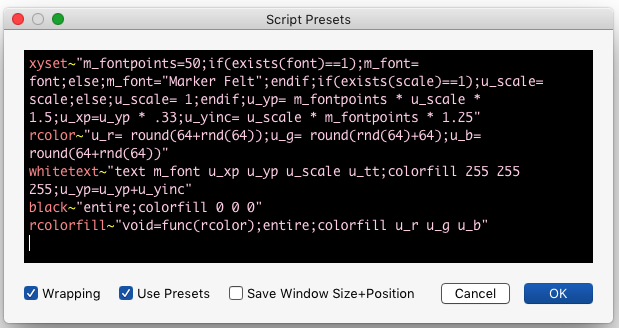 Script Presets
xyset~"m_fontpoints=50;if(exists(font)==1);m_font=
font;else;m_font="Marker Felt";endif;if(exists(scale)==1);u_scale=
scale;else;u_scale= 1;endif;u_yp= m_fontpoints * u_scale *
1.5;u_xp=u_yp * .33;u_yinc= u_scale * m_fontpoints * 1.25"
rcolor~"u_r= round(64+rnd(64));u_g= round(rnd(64)+64);u_b=
round(64+rnd(64))"
whitetext~"text m_font u_xp u_yp u_scale u_tt;colorfill 255 255
255;u_yp=u_yp+u_yinc"
black~"entire;colorfill 0 0 0"
rcolorfill~"void=func(rcolor);entire;colorfill u_r u_g u_b"
Wrapping
Use Presets
Save Window Size+Position
Cancel
OK